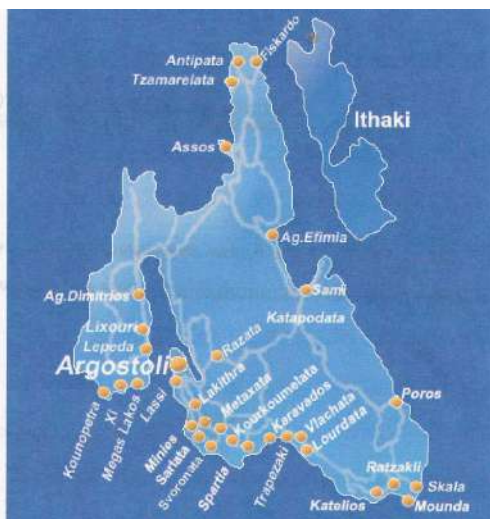 Fiskardo
Antipata
Tzamarelata
Ithaki
Assos
Ag.Efimia
Ag.Dimitrios
Sami
Katapodata
Lixouri
Lepeda
Razata
Argostoli
Kounopetra
Xi
Megas Lakos
Lassi
Lakithra
Metaxata
Kourkoumelata
Karavados
Vlachata
Lourdata
Poros
Minies
Sarlata
Svoronata
Spartia
Trapezaki
Ratzakli
Katelios
Skala
Mounda